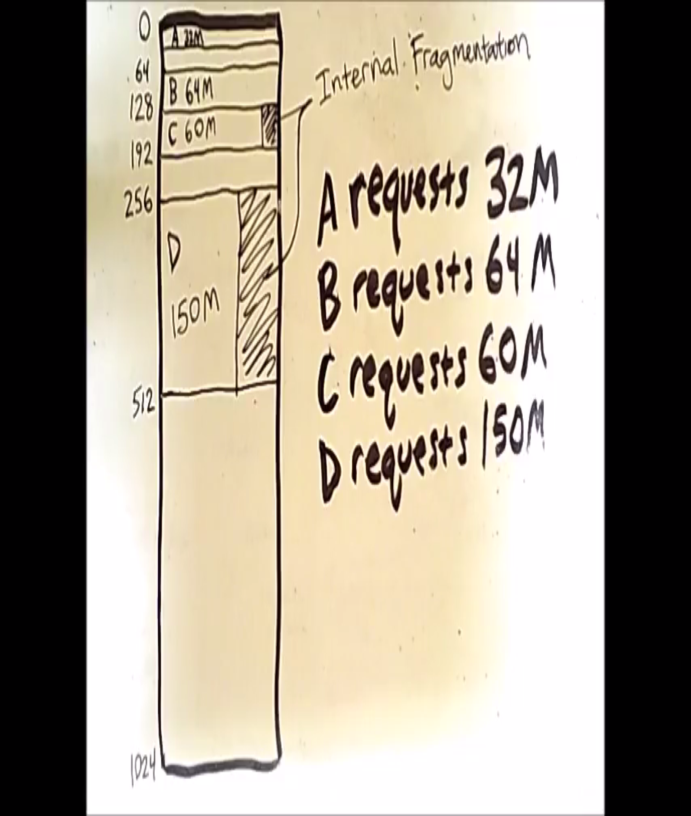 0
A 32M
64
B 64M
128
C 60M
192
256
D
150M
512
1024
Internal Fragmentation
A requests 32M
B requests 64M
C requests 60M
D requests 150M